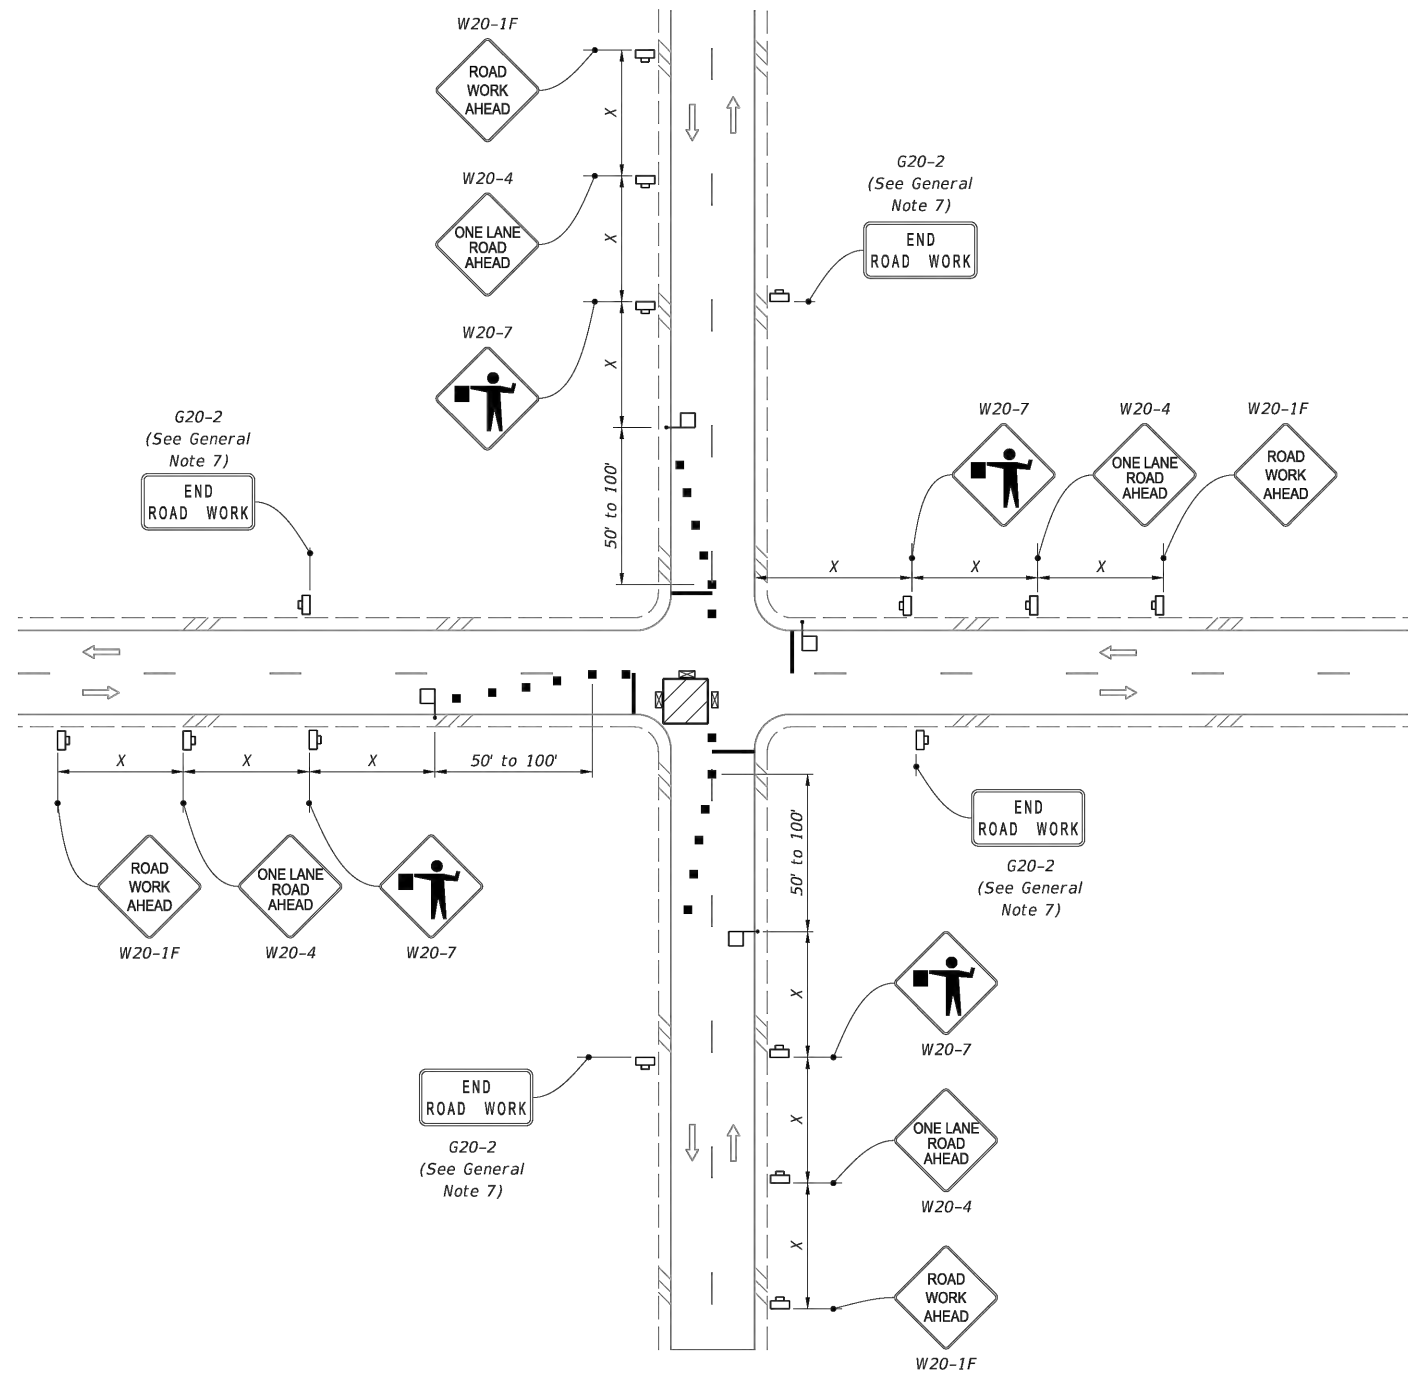 W20-1F
ROAD
WORK
AHEAD
X
W20-4
ONE LANE
ROAD
AHEAD
X
W20-7
X
G20-2
(See General
Note 7)
END
ROAD WORK
G20-2
(See General
Note 7)
END
ROAD WORK
50' to 100'
W20-7
W20-4
ONE LANE
ROAD
AHEAD
W20-1F
ROAD
WORK
AHEAD
X
X
X
X
X
X
50' to 100'
ROAD
WORK
AHEAD
W20-1F
ONE LANE
ROAD
AHEAD
W20-4
W20-7
50' to 100'
END
ROAD WORK
G20-2
(See General
Note 7)
X
W20-7
END
ROAD WORK
G20-2
(See General
Note 7)
X
ONE LANE
ROAD
AHEAD
W20-4
X
ROAD
WORK
AHEAD
W20-1F